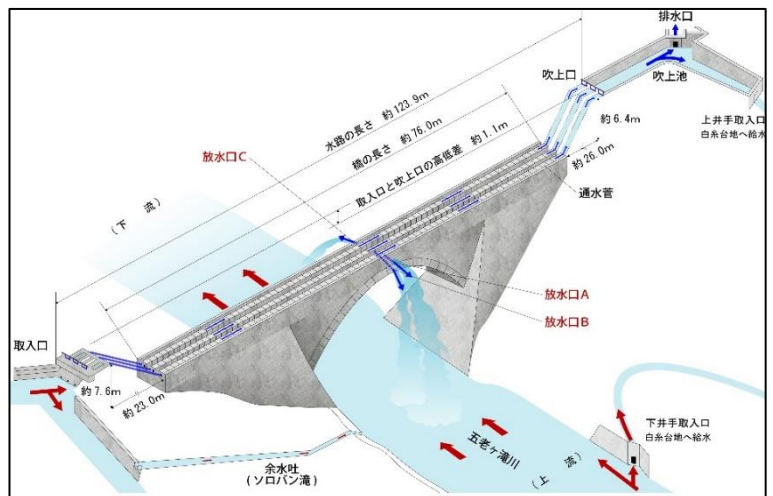 排水口
吹上口
吹上池
上井手取入口
白糸台地へ給水
約6.4m
約26.0m
通水菅
水路の長さ 約123.9m
橋の長さ 約76.0m
取入口と吹上口の高低差 約1.1m
放水口C
(下 流)
放水口A
放水口B
取入口
約7.6m
約23.0m
余水吐
(ソロバン滝)
五老ヶ滝川
(上 流)
下井手取入口
白糸台地へ給水